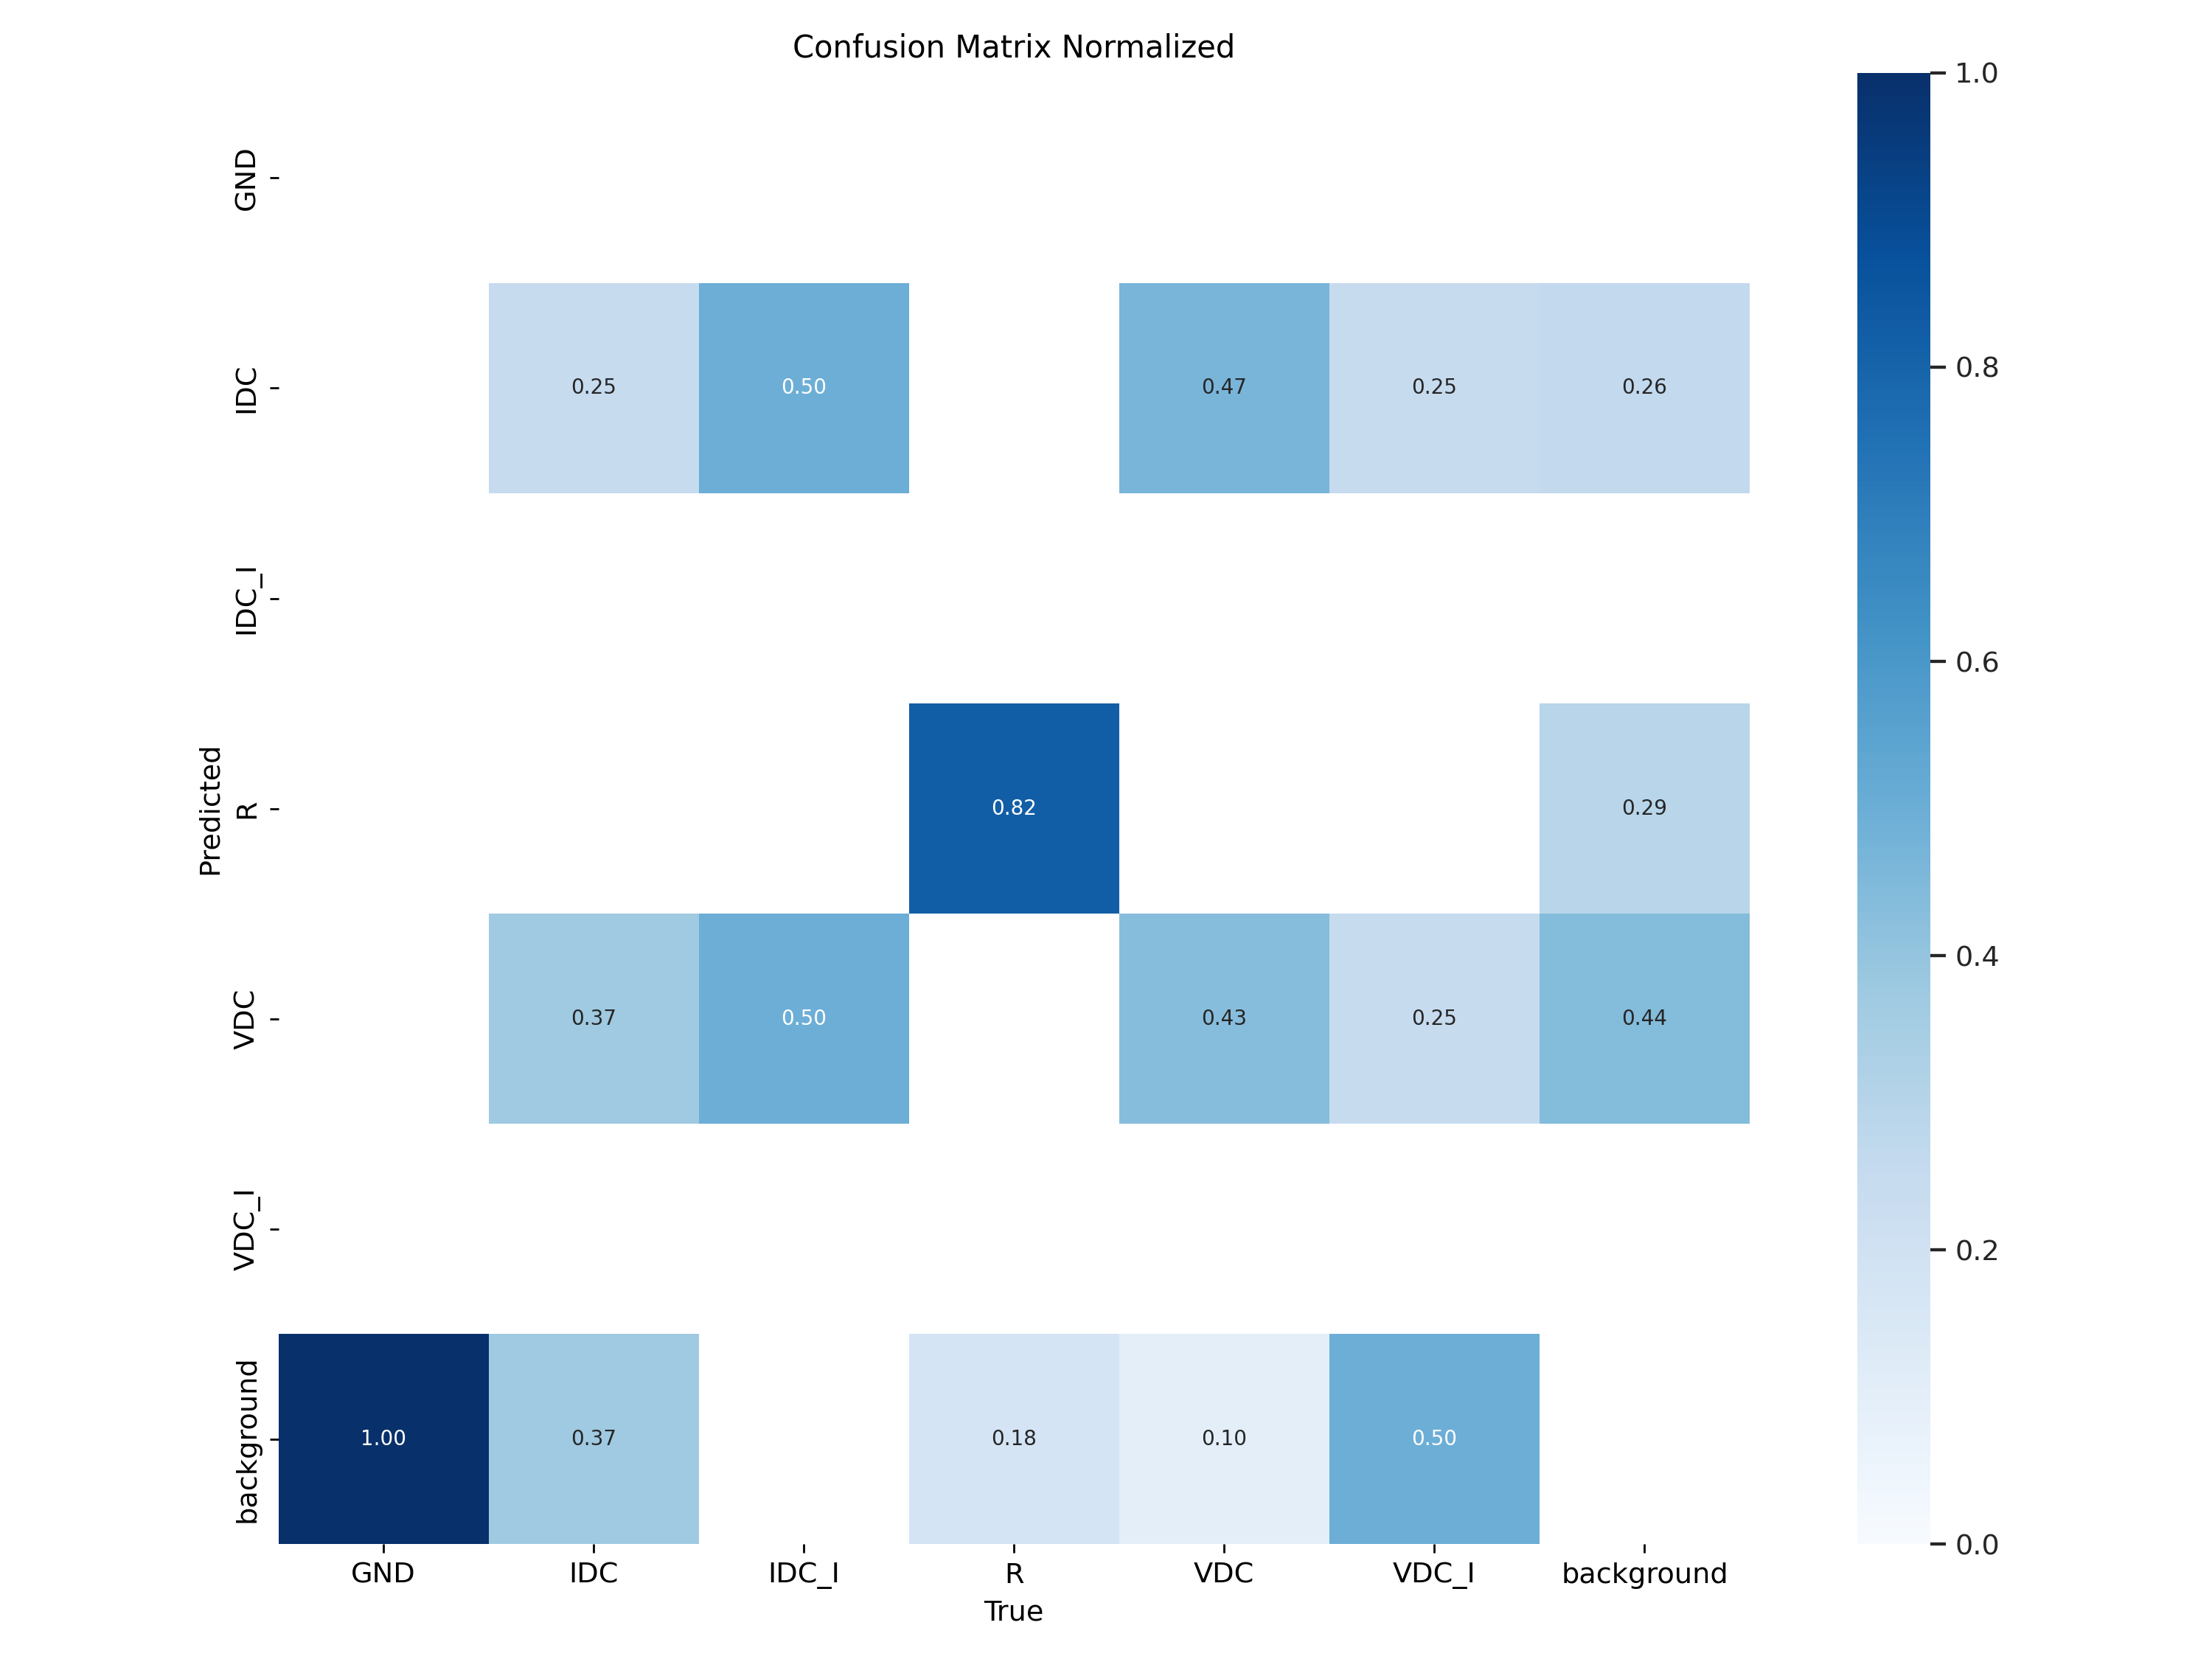 Confusion Matrix Normalized
1.0
GND
IDC
0.25 0.50 0.47 0.25 0.26
0.8
IDC_I
0.6
Predicted
R
0.82 0.29
0.4
VDC
0.37 0.50 0.43 0.25 0.44
VDC_I
0.2
background
1.00 0.37 0.18 0.10 0.50
0.0
GND IDC IDC_I R VDC VDC_I background
True